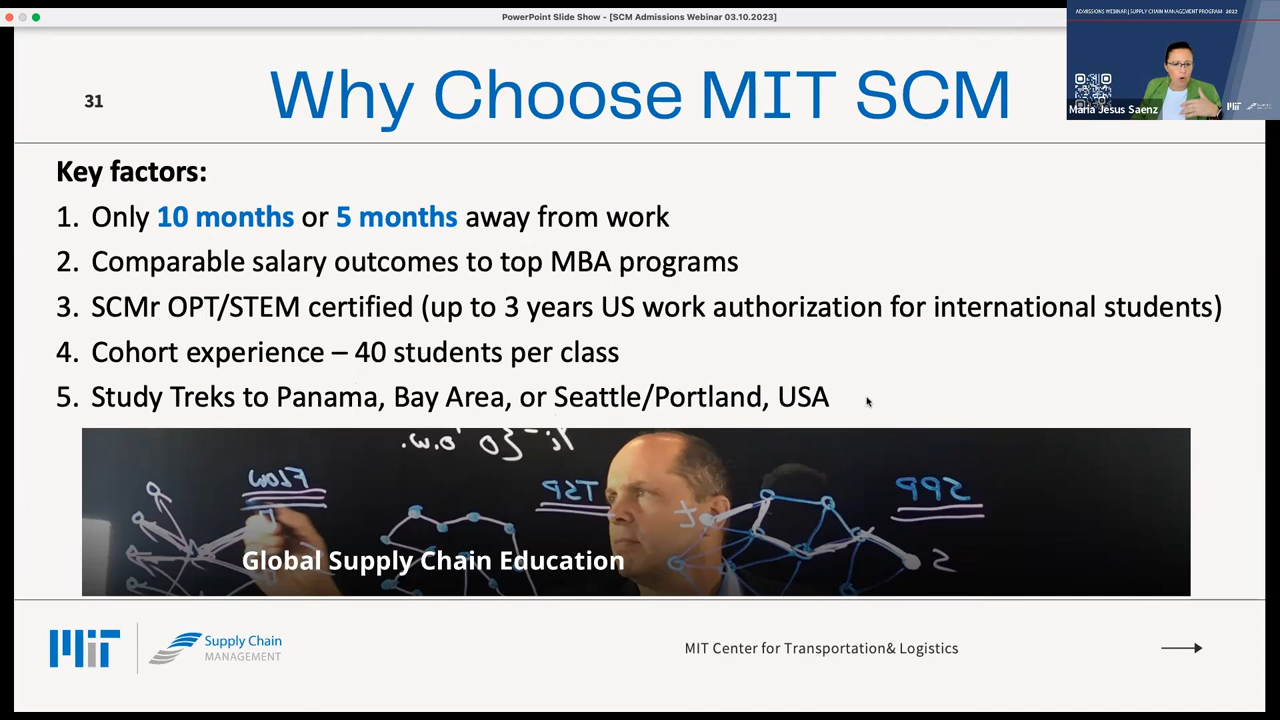 PowerPoint Slide Show - [SCM Admissions Webinar 03.10.2023]
ADMISSIONS WEBINAR | SUPPLY CHAIN MANAGEMENT PROGRAM 2023
Maria Jesus Saenz
MIT
31
Why Choose MIT SCM
Key factors:
1. Only 10 months or 5 months away from work
2. Comparable salary outcomes to top MBA programs
3. SCMr OPT/STEM certified (up to 3 years US work authorization for international students)
4. Cohort experience – 40 students per class
5. Study Treks to Panama, Bay Area, or Seattle/Portland, USA
FLOW
TSP
SPP
t
s
Global Supply Chain Education
MIT
Supply Chain
MANAGEMENT
MIT Center for Transportation& Logistics